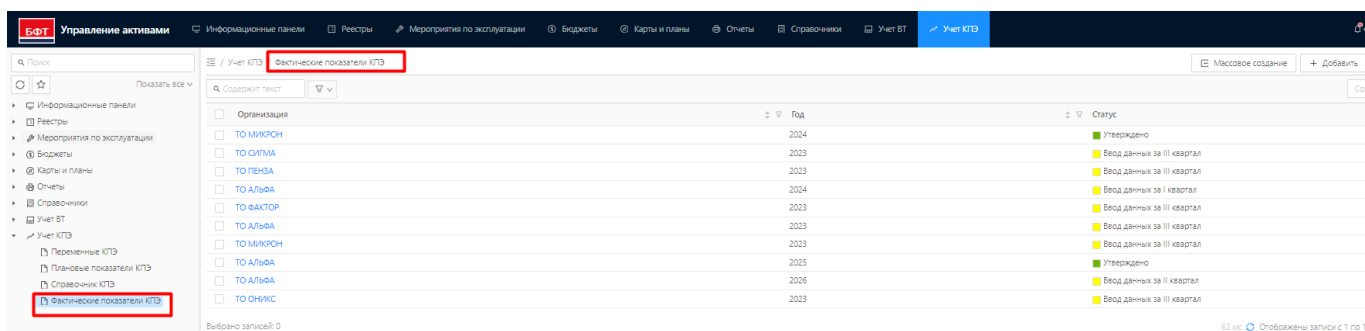 БФТ Управление активами Информационные панели Реестры Мероприятия по эксплуатации Бюджеты Карты и планы Отчеты Справочники Учет ВТ Учет КПЭ
Поиск / Учет КПЭ / Фактические показатели КПЭ Массовое создание + Добавить
Показать все Содержит текст Со
Информационные панели
Реестры
Мероприятия по эксплуатации
Бюджеты
Карты и планы
Отчеты
Справочники
Учет ВТ
Учет КПЭ
Переменные КПЭ
Плановые показатели КПЭ
Справочник КПЭ
Фактические показатели КПЭ
Организация Год Статус
ТО МИКРОН 2024 Утверждено
ТО СИГМА 2023 Ввод данных за III квартал
ТО ПЕНЗА 2023 Ввод данных за III квартал
ТО АЛЬФА 2024 Ввод данных за I квартал
ТО ФАКТОР 2023 Ввод данных за III квартал
ТО АЛЬФА 2023 Ввод данных за III квартал
ТО МИКРОН 2023 Ввод данных за III квартал
ТО АЛЬФА 2025 Утверждено
ТО АЛЬФА 2026 Ввод данных за II квартал
ТО ОНИКС 2023 Ввод данных за III квартал
Выбрано записей: 0 62 мс Отображены записи с 1 по 1